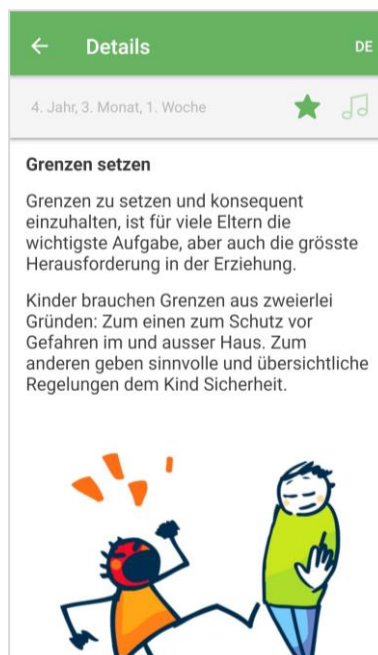 Details
DE
4. Jahr, 3. Monat, 1. Woche
Grenzen setzen
Grenzen zu setzen und konsequent
einzuhalten, ist für viele Eltern die
wichtigste Aufgabe, aber auch die grösste
Herausforderung in der Erziehung.
Kinder brauchen Grenzen aus zweierlei
Gründen: Zum einen zum Schutz vor
Gefahren im und ausser Haus. Zum
anderen geben sinnvolle und übersichtliche
Regelungen dem Kind Sicherheit.